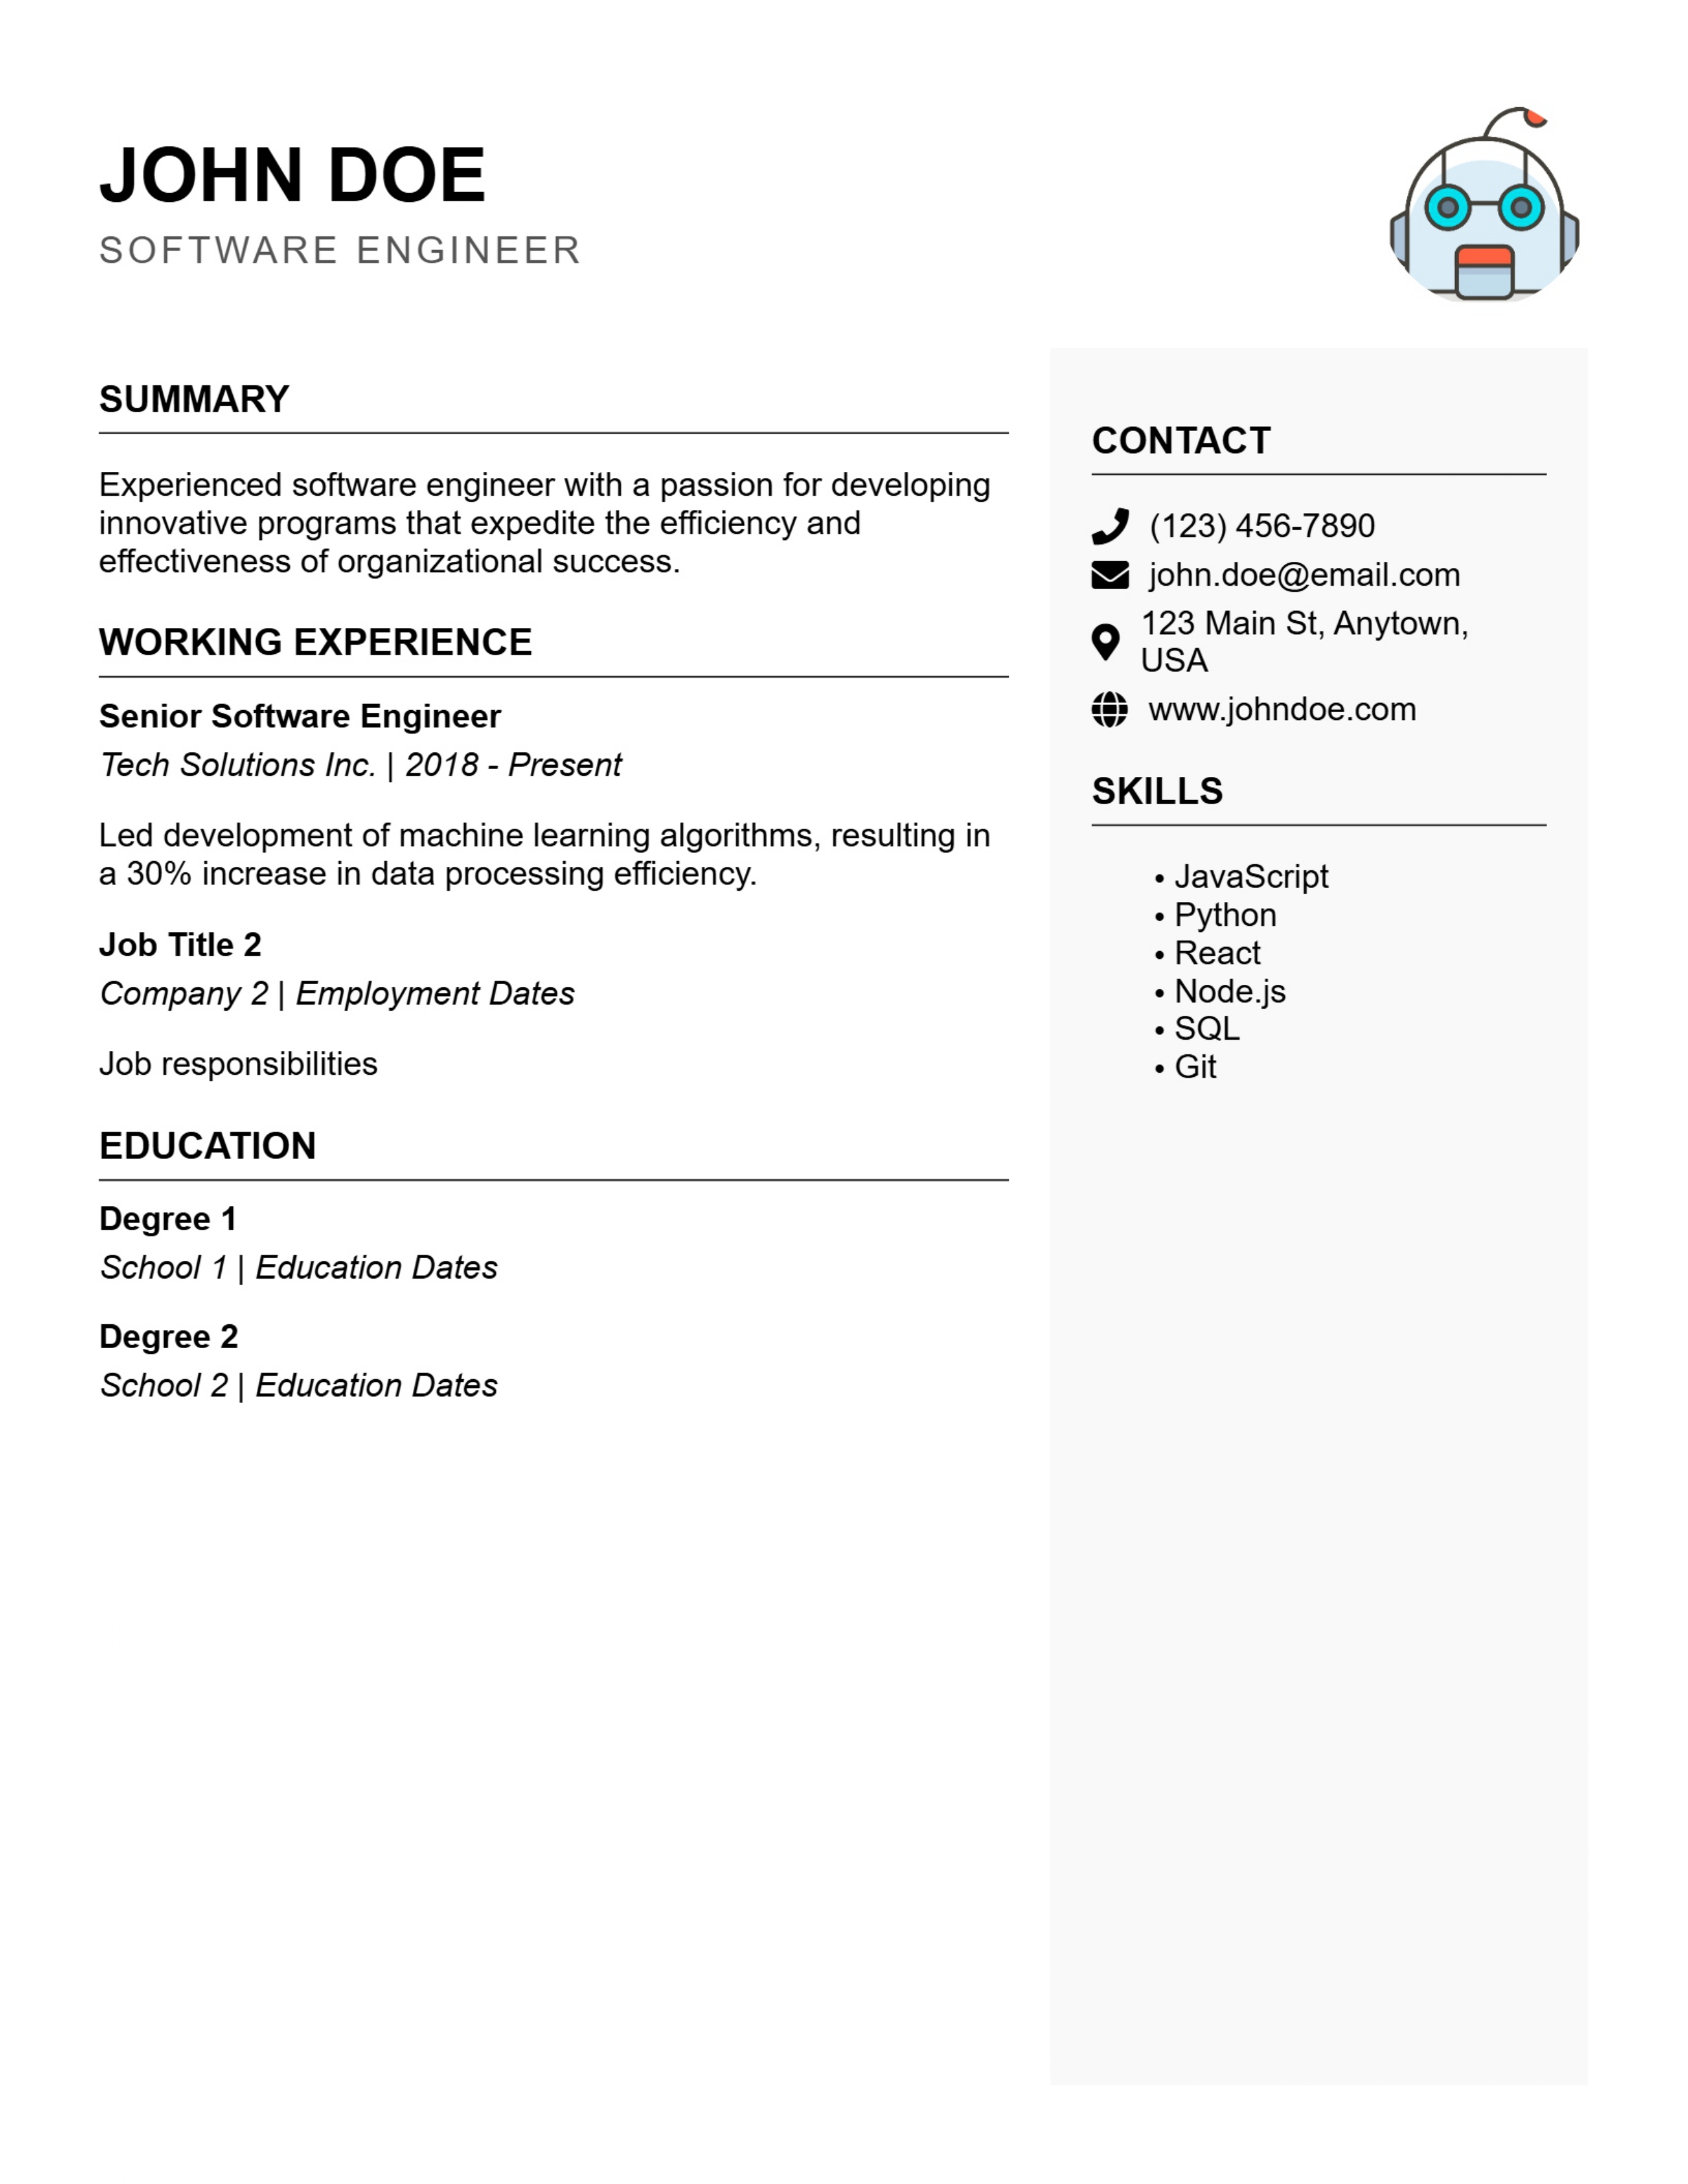 JOHN DOE
SOFTWARE ENGINEER
SUMMARY
Experienced software engineer with a passion for developing
innovative programs that expedite the efficiency and
effectiveness of organizational success.
WORKING EXPERIENCE
Senior Software Engineer
Tech Solutions Inc. | 2018 - Present
Led development of machine learning algorithms, resulting in
a 30% increase in data processing efficiency.
Job Title 2
Company 2 | Employment Dates
Job responsibilities
EDUCATION
Degree 1
School 1 | Education Dates
Degree 2
School 2 | Education Dates
CONTACT
(123) 456-7890
john.doe@email.com
123 Main St, Anytown,
USA
www.johndoe.com
SKILLS
• JavaScript
• Python
• React
• Node.js
• SQL
• Git